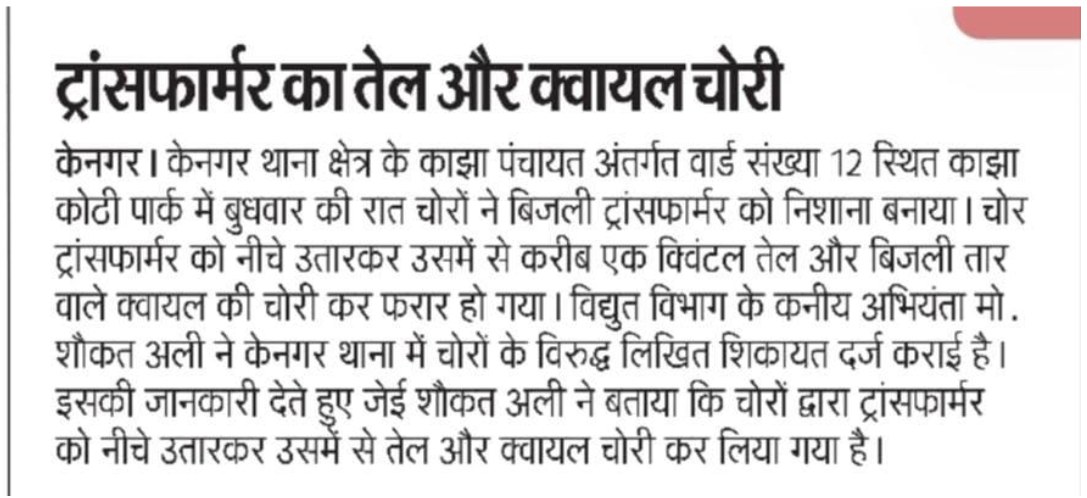 ट्रांसफार्मर का तेल और क्वायल चोरी
केनगर। केनगर थाना क्षेत्र के काझा पंचायत अंतर्गत वार्ड संख्या 12 स्थित काझा
कोठी पार्क में बुधवार की रात चोरों ने बिजली ट्रांसफार्मर को निशाना बनाया। चोर
ट्रांसफार्मर को नीचे उतारकर उसमें से करीब एक क्विंटल तेल और बिजली तार
वाले क्वायल की चोरी कर फरार हो गया। विद्युत विभाग के कनीय अभियंता मो.
शौकत अली ने केनगर थाना में चोरों के विरुद्ध लिखित शिकायत दर्ज कराई है।
इसकी जानकारी देते हुए जेई शौकत अली ने बताया कि चोरों द्वारा ट्रांसफार्मर
को नीचे उतारकर उसमें से तेल और क्वायल चोरी कर लिया गया है।